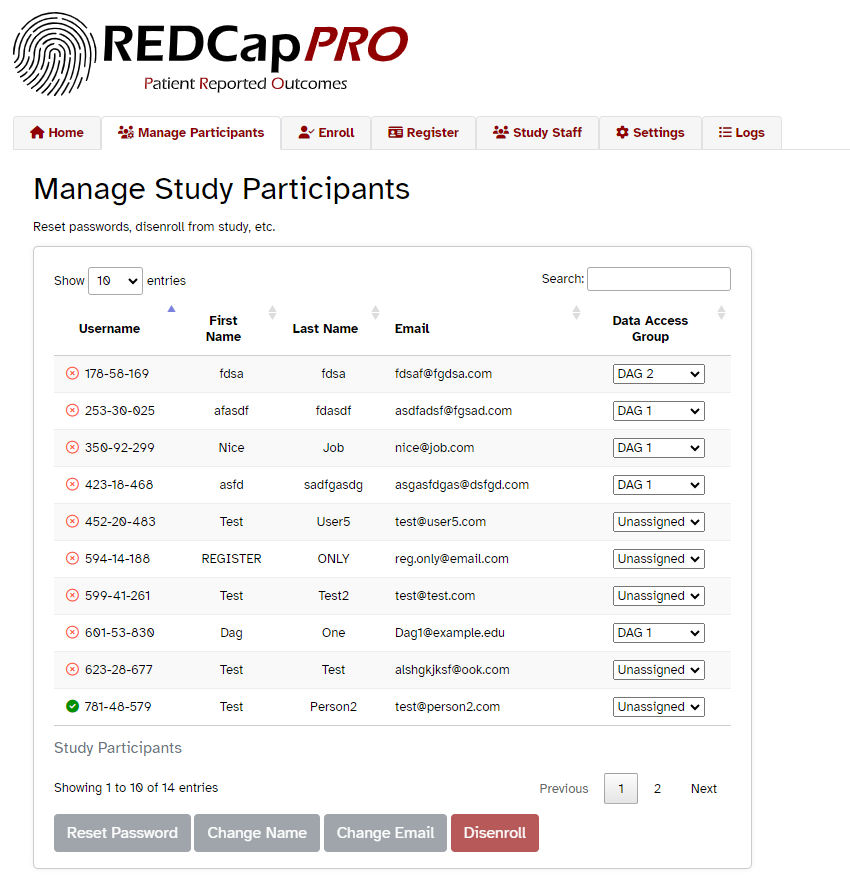 REDCap PRO
Patient Reported Outcomes
Home Manage Participants Enroll Register Study Staff Settings Logs
Manage Study Participants
Reset passwords, disenroll from study, etc.
Show 10 entries Search:
Username First Name Last Name Email Data Access Group
178-58-169 fdsa fdsa fdsaf@fgdsa.com DAG 2
253-30-025 afasdf fdasdf asdfadsf@fgsad.com DAG 1
350-92-299 Nice Job nice@job.com DAG 1
423-18-468 asfd sadfgasdg asgasfdgas@dsfgd.com DAG 1
452-20-483 Test User5 test@user5.com Unassigned
594-14-188 REGISTER ONLY reg.only@email.com Unassigned
599-41-261 Test Test2 test@test.com Unassigned
601-53-830 Dag One Dag1@example.edu DAG 1
623-28-677 Test Test alshgkjksf@ook.com Unassigned
781-48-579 Test Person2 test@person2.com Unassigned
Study Participants
Showing 1 to 10 of 14 entries Previous 1 2 Next
Reset Password Change Name Change Email Disenroll